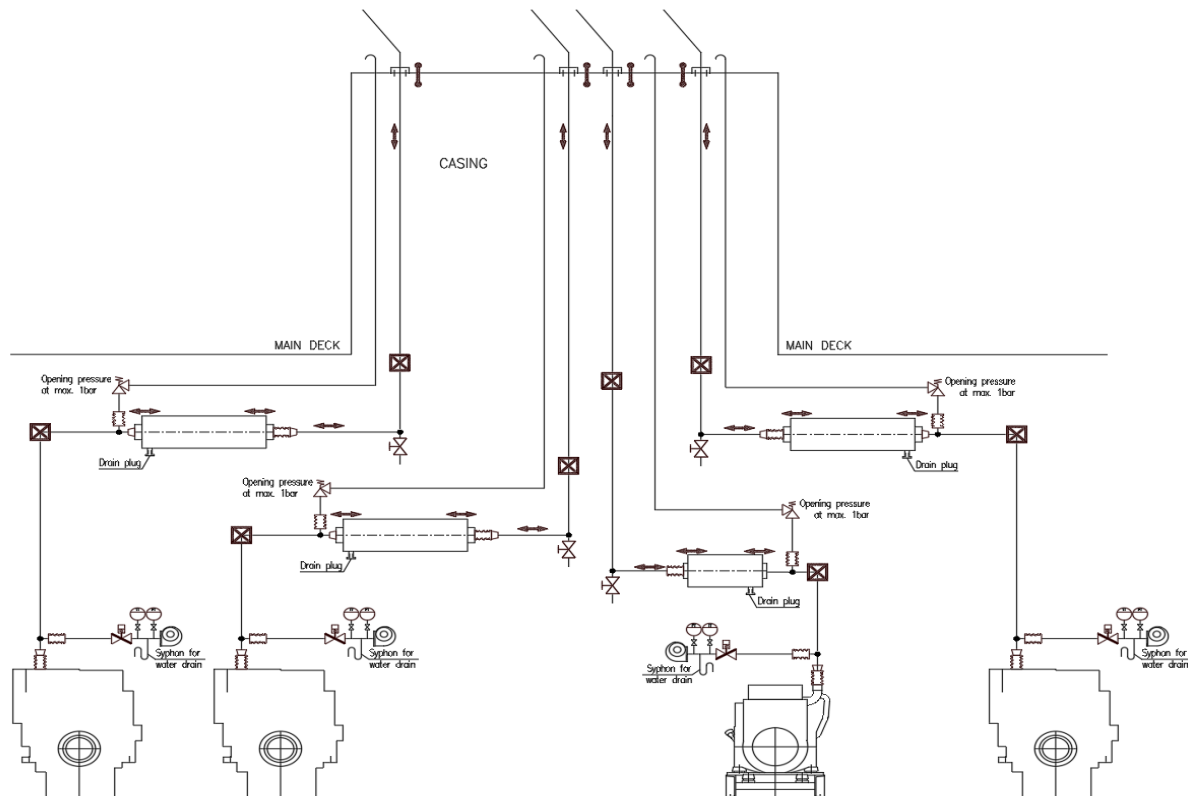 CASING
MAIN DECK
MAIN DECK
Opening pressure
at max. 1bar
Opening pressure
at max. 1bar
Drain plug
Drain plug
Opening pressure
at max. 1bar
Opening pressure
at max. 1bar
Drain plug
Drain plug
Syphon for
water drain
Syphon for
water drain
Syphon for
water drain
Syphon for
water drain